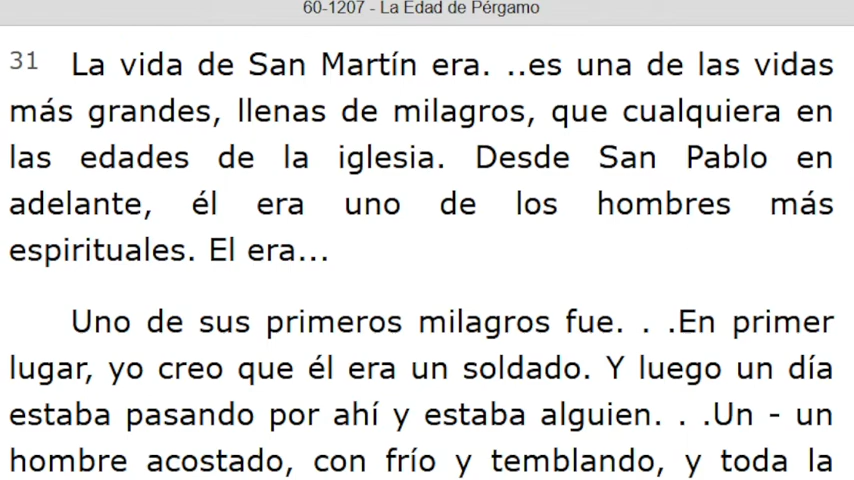 60-1207 - La Edad de Pérgamo
31 La vida de San Martín era. ..es una de las vidas
más grandes, llenas de milagros, que cualquiera en
las edades de la iglesia. Desde San Pablo en
adelante, él era uno de los hombres más
espirituales. El era...
Uno de sus primeros milagros fue. . .En primer
lugar, yo creo que él era un soldado. Y luego un día
estaba pasando por ahí y estaba alguien. . .Un - un
hombre acostado, con frío y temblando, y toda la